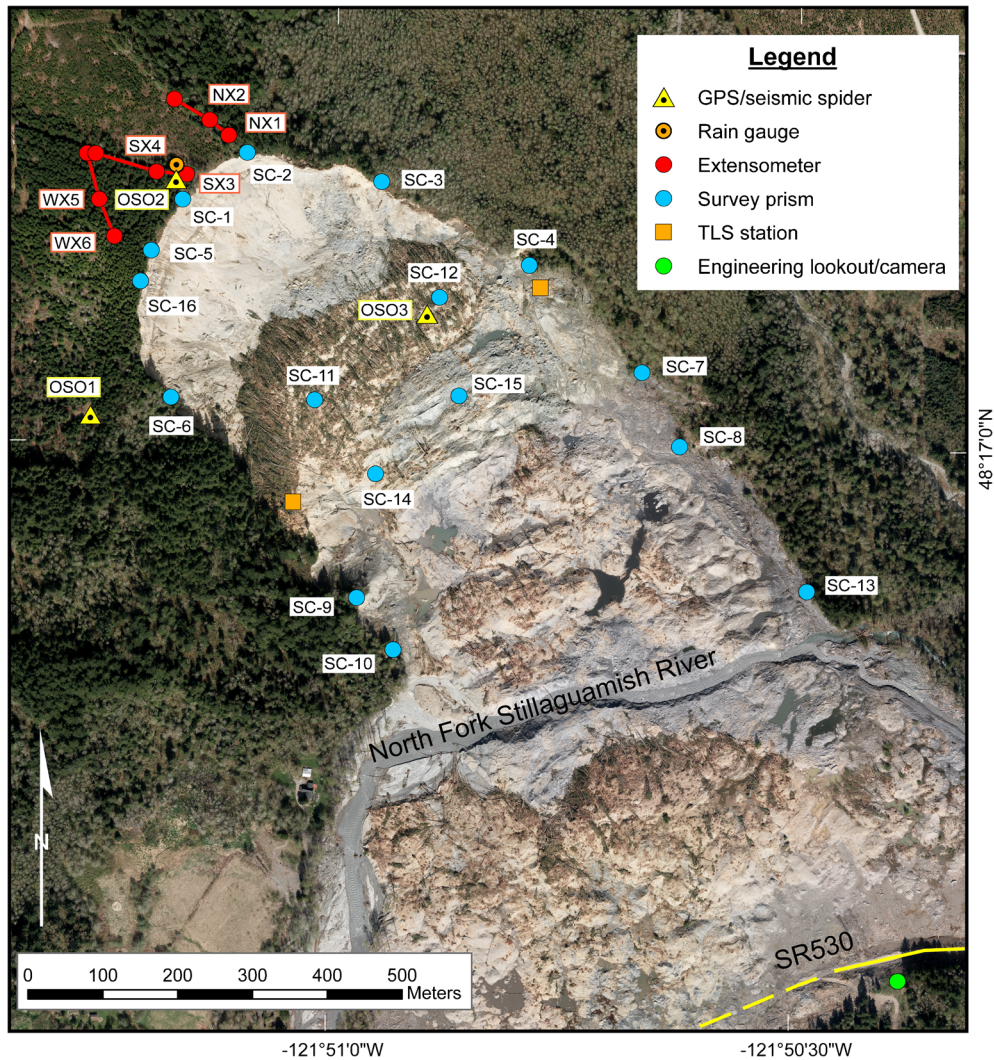 Legend
GPS/seismic spider
Rain gauge
Extensometer
Survey prism
TLS station
Engineering lookout/camera
NX2
NX1
SX4
SX3
OSO2
WX5
WX6
SC-1
SC-2
SC-3
SC-4
SC-5
SC-16
SC-12
OSO3
SC-11
SC-15
SC-7
OSO1
SC-6
SC-8
SC-14
SC-9
SC-10
SC-13
North Fork Stillaguamish River
SR530
N
0 100 200 300 400 500
Meters
48°17'0"N
-121°51'0"W
-121°50'30"W